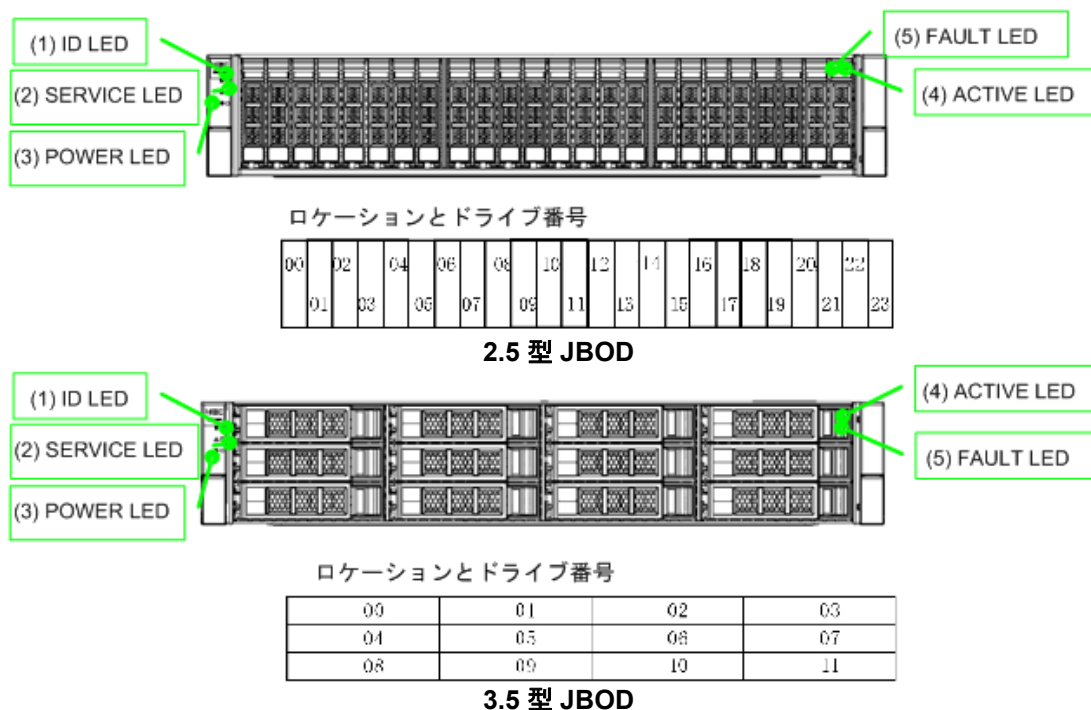 (1) ID LED
(2) SERVICE LED
(3) POWER LED
(5) FAULT LED
(4) ACTIVE LED
ロケーションとドライブ番号
00 02 04 06 08 10 12 14 16 18 20 22
01 03 05 07 09 11 13 15 17 19 21 23
2.5 型 JBOD
(1) ID LED
(2) SERVICE LED
(3) POWER LED
(4) ACTIVE LED
(5) FAULT LED
ロケーションとドライブ番号
00 01 02 03
04 05 06 07
08 09 10 11
3.5 型 JBOD